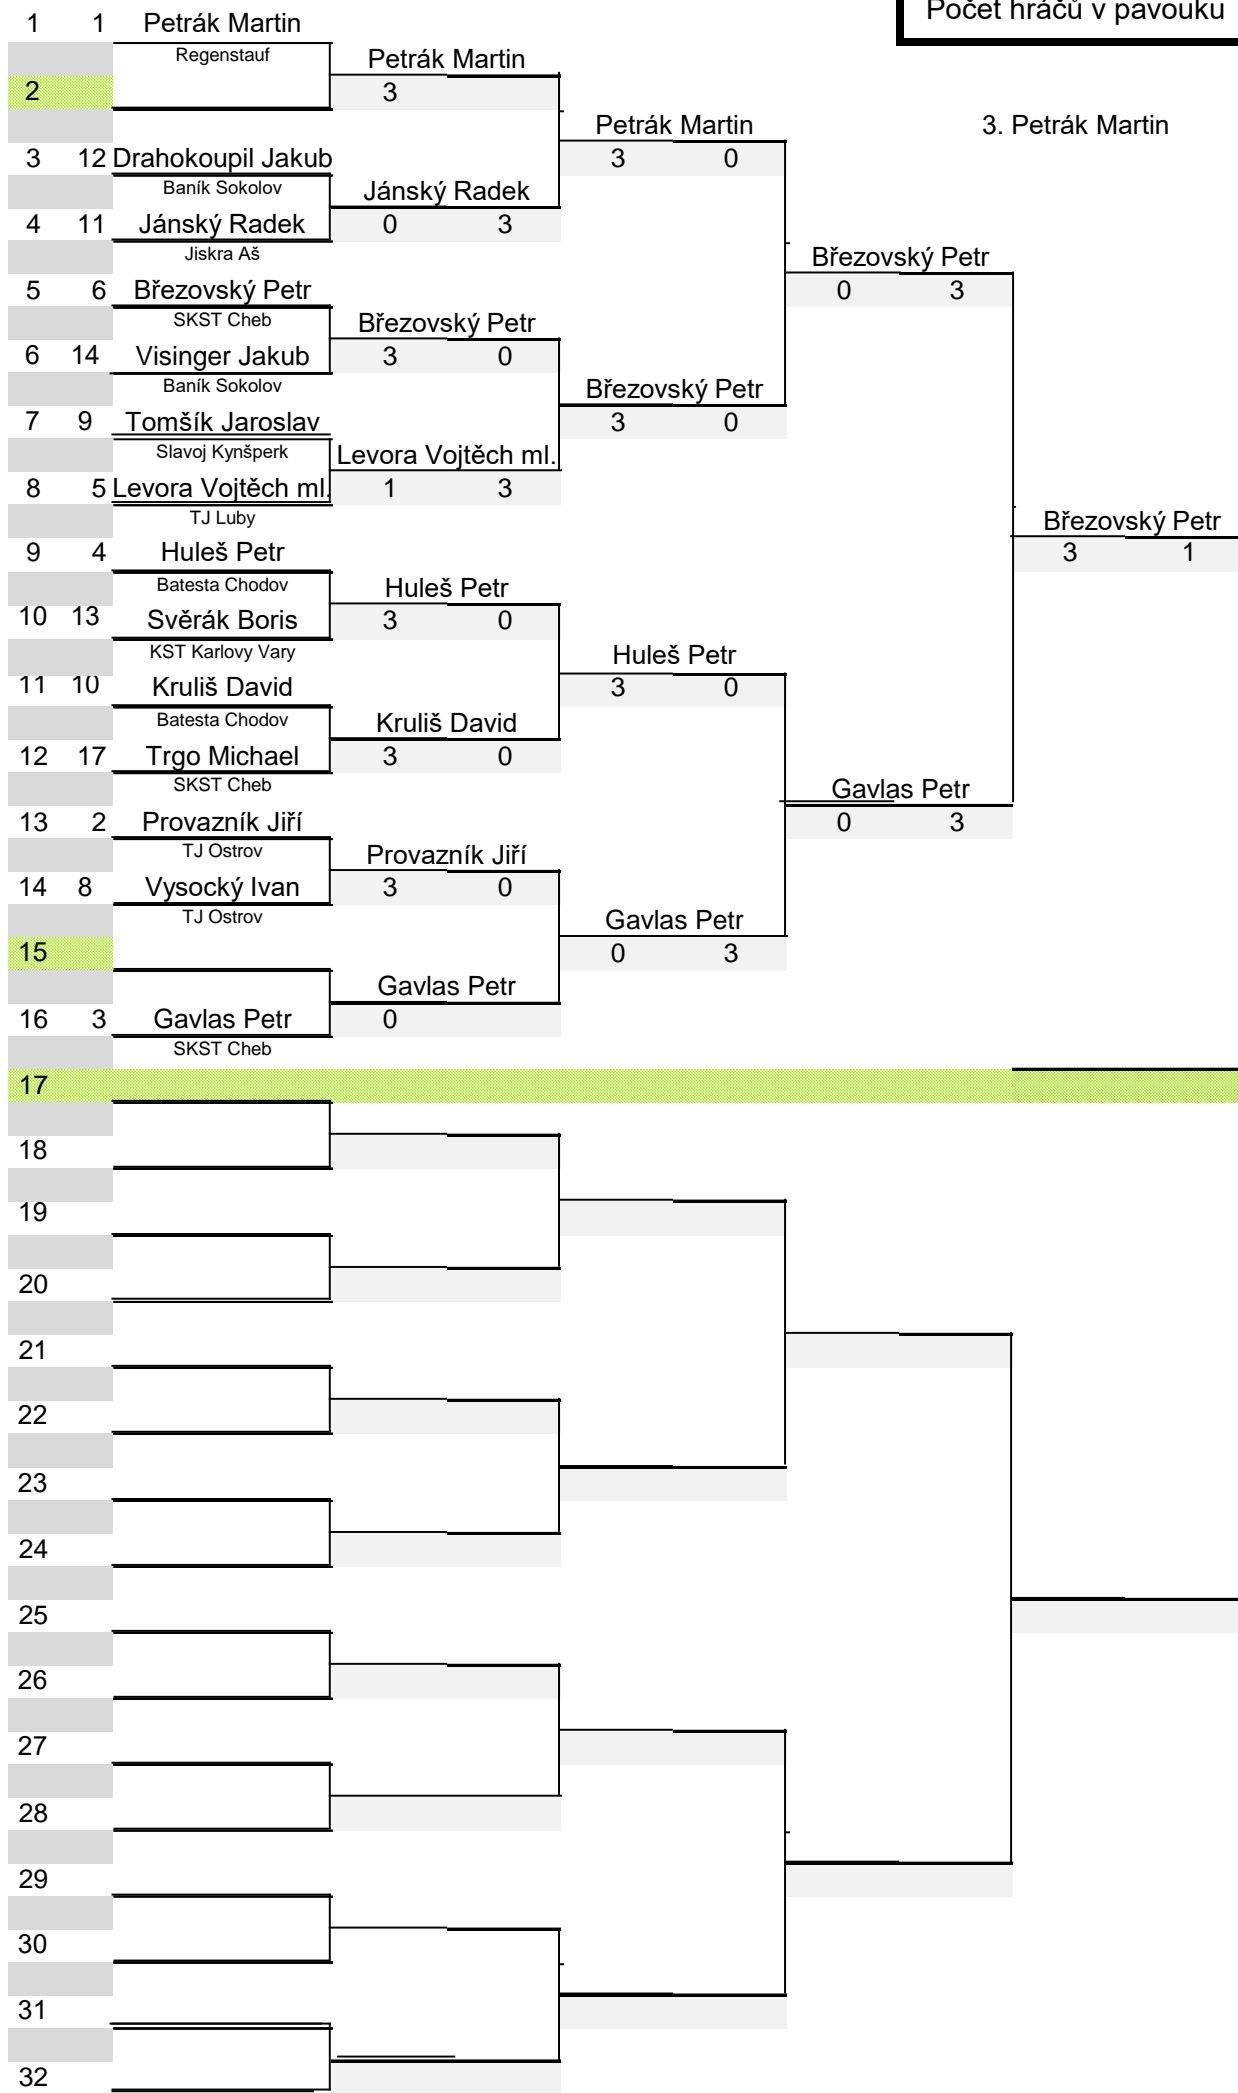 Počet hráčů v pavouku
1 1 Petrák Martin
Regenstauf
Petrák Martin
2 3
Petrák Martin 3. Petrák Martin
3 12 Drahokoupil Jakub 3 0
Baník Sokolov
Jánský Radek
4 11 Jánský Radek 0 3
Jiskra Aš
Březovský Petr
5 6 Březovský Petr 0 3
SKST Cheb
Březovský Petr
6 14 Visinger Jakub 3 0
Baník Sokolov
Březovský Petr
7 9 Tomšík Jaroslav 3 0
Slavoj Kynšperk
Levora Vojtěch ml.
8 5 Levora Vojtěch ml. 1 3
TJ Luby
Březovský Petr
9 4 Huleš Petr 3 1
Batesta Chodov
Huleš Petr
10 13 Svěrák Boris 3 0
KST Karlovy Vary
Huleš Petr
11 10 Kruliš David 3 0
Batesta Chodov
Kruliš David
12 17 Trgo Michael 3 0
SKST Cheb
Gavlas Petr
13 2 Provazník Jiří 0 3
TJ Ostrov
Provazník Jiří
14 8 Vysocký Ivan 3 0
TJ Ostrov
Gavlas Petr
15 0 3
Gavlas Petr
16 3 Gavlas Petr 0
SKST Cheb
17
18
19
20
21
22
23
24
25
26
27
28
29
30
31
32